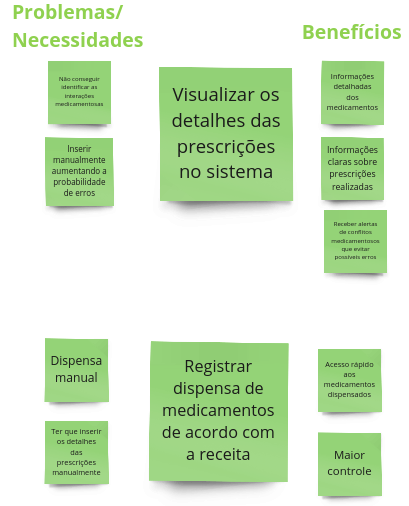 Problemas/
Necessidades
Benefícios
Não conseguir
identificar as
interações
medicamentosas
Inserir
manualmente
aumentando a
probabilidade
de erros
Visualizar os
detalhes das
prescrições
no sistema
Informações
detalhadas
dos
medicamentos
Informações
claras sobre
prescrições
realizadas
Receber alertas
de conflitos
medicamentosos
que evitar
possíveis erros
Dispensa
manual
Ter que inserir
os detalhes
das
prescrições
manualmente
Registrar
dispensa de
medicamentos
de acordo com
a receita
Acesso rápido
aos
medicamentos
dispensados
Maior
controle